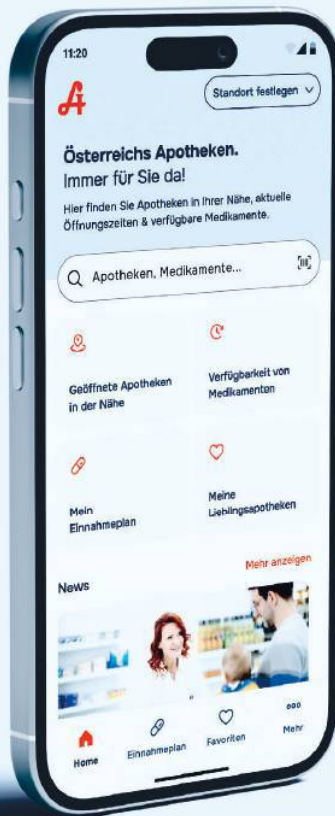 11:20
Standort festlegen
Österreichs Apotheken.
Immer für Sie da!
Hier finden Sie Apotheken in Ihrer Nähe, aktuelle
Öffnungszeiten & verfügbare Medikamente.
Apotheken, Medikamente...
Geöffnete Apotheken
in der Nähe
Verfügbarkeit von
Medikamenten
Mein
Einnahmeplan
Meine
Lieblingsapotheken
News
Mehr anzeigen
Home
Einnahmeplan
Favoriten
Mehr